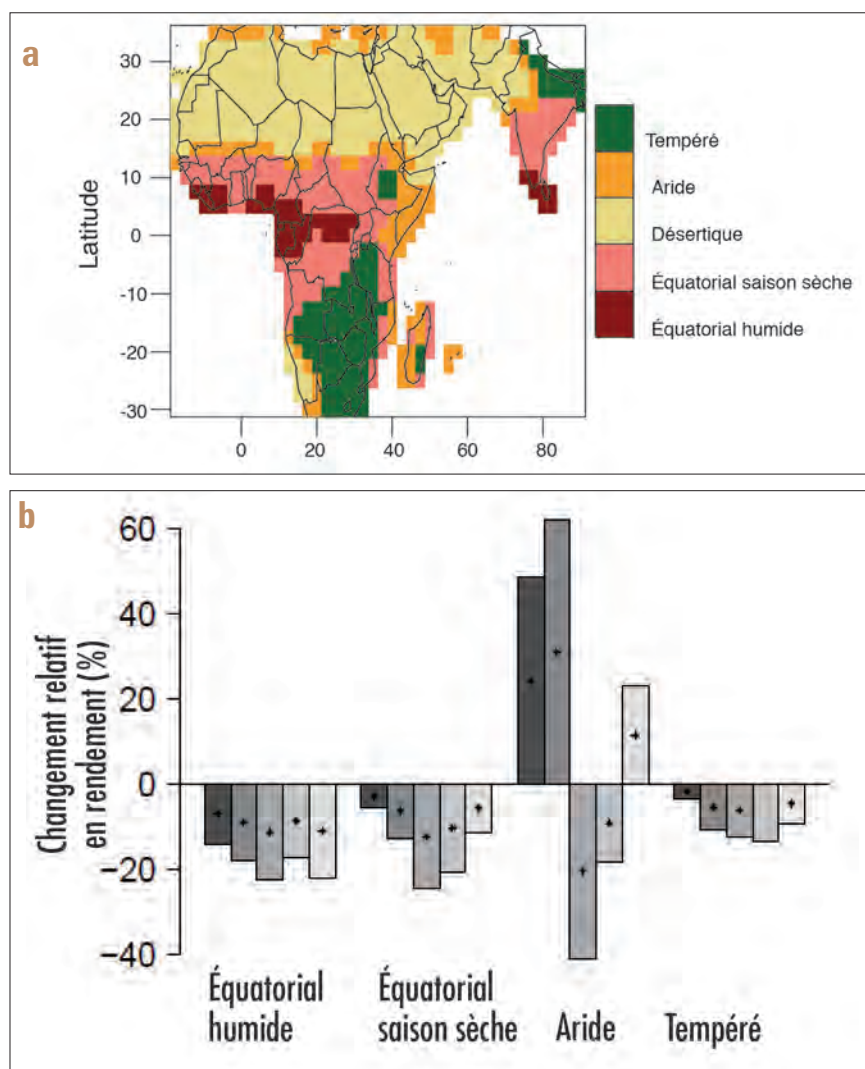 a
30
20
10
0
-10
-20
-30
Latitude
0 20 40 60 80
Tempéré
Aride
Désertique
Équatorial saison sèche
Équatorial humide
b
60
40
20
0
−20
−40
Changement relatif
en rendement (%)
Équatorial
humide
Équatorial
saison sèche
Aride
Tempéré